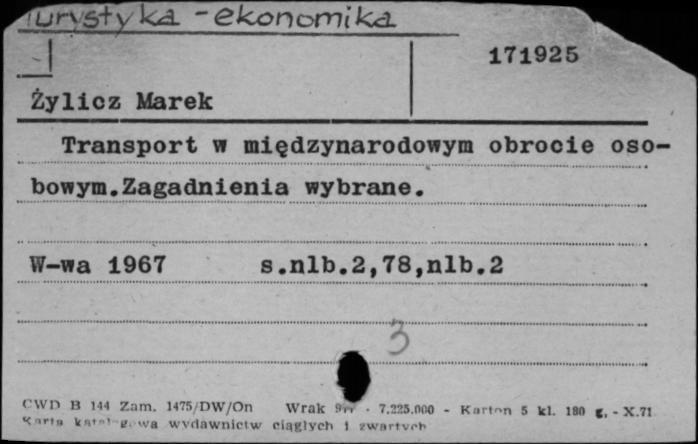 Turystyka - ekonomika
171925
Żylicz Marek
Transport w międzynarodowym obrocie oso-
bowym.Zagadnienia wybrane.
W-wa 1967 s.nlb.2,78,nlb.2
3
CWD B 144 Zam. 1475/DW/On Wrak - 7.225.000 - Karton 5 kl. 180 g, - X.71
Karta katalogowa wydawnictw ciągłych i zwartych